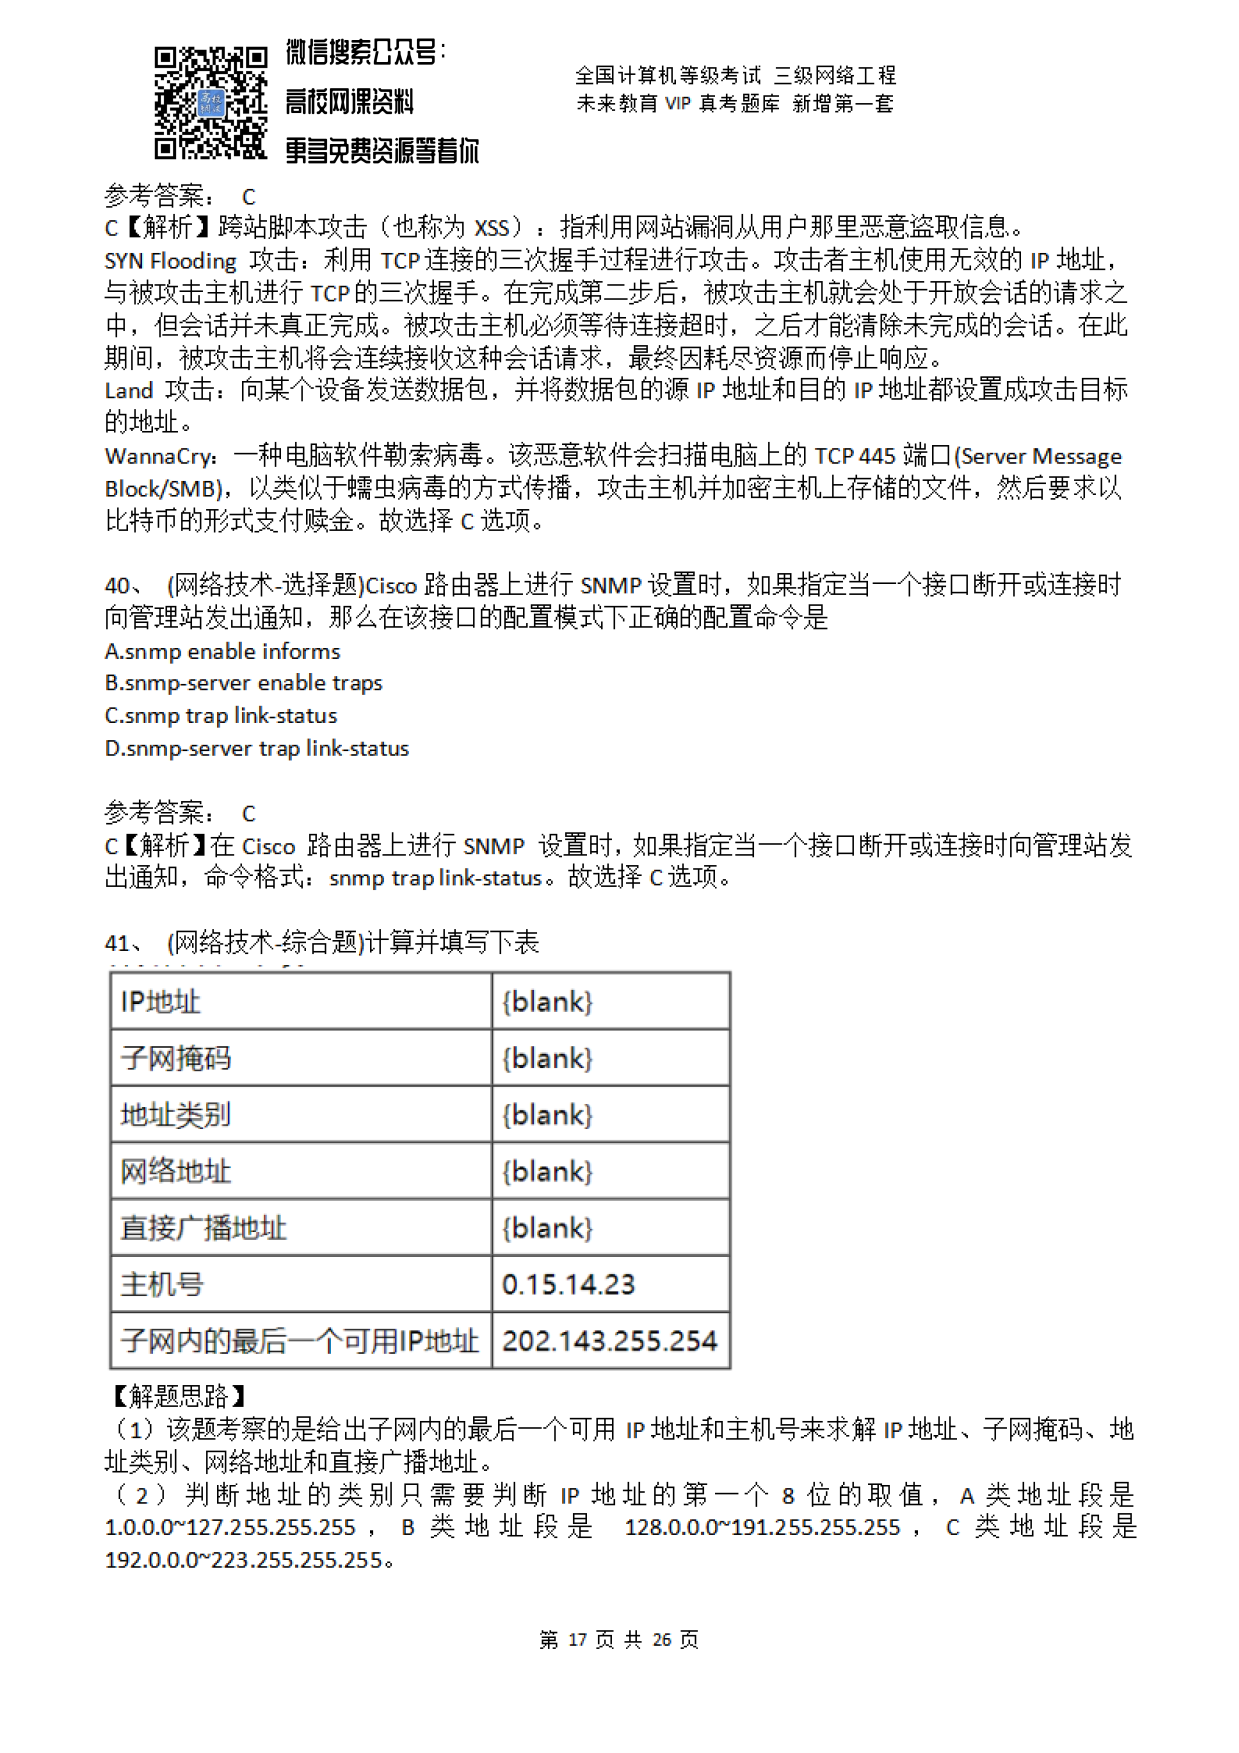 微信搜索公众号：
高校网课资料
更多免费资源等着你
全国计算机等级考试 三级网络工程
未来教育 VIP 真考题库 新增第一套
参考答案： C
C【解析】跨站脚本攻击（也称为 XSS）：指利用网站漏洞从用户那里恶意盗取信息。
SYN Flooding 攻击：利用 TCP 连接的三次握手过程进行攻击。攻击者主机使用无效的 IP 地址，
与被攻击主机进行 TCP 的三次握手。在完成第二步后，被攻击主机就会处于开放会话的请求之
中，但会话并未真正完成。被攻击主机必须等待连接超时，之后才能清除未完成的会话。在此
期间，被攻击主机将会连续接收这种会话请求，最终因耗尽资源而停止响应。
Land 攻击：向某个设备发送数据包，并将数据包的源 IP 地址和目的 IP 地址都设置成攻击目标
的地址。
WannaCry：一种电脑软件勒索病毒。该恶意软件会扫描电脑上的 TCP 445 端口(Server Message
Block/SMB)，以类似于蠕虫病毒的方式传播，攻击主机并加密主机上存储的文件，然后要求以
比特币的形式支付赎金。故选择 C 选项。
40、 (网络技术-选择题)Cisco 路由器上进行 SNMP 设置时，如果指定当一个接口断开或连接时
向管理站发出通知，那么在该接口的配置模式下正确的配置命令是
A.snmp enable informs
B.snmp-server enable traps
C.snmp trap link-status
D.snmp-server trap link-status
参考答案： C
C【解析】在 Cisco 路由器上进行 SNMP 设置时，如果指定当一个接口断开或连接时向管理站发
出通知，命令格式：snmp trap link-status。故选择 C 选项。
41、 (网络技术-综合题)计算并填写下表
IP地址 {blank}
子网掩码 {blank}
地址类别 {blank}
网络地址 {blank}
直接广播地址 {blank}
主机号 0.15.14.23
子网内的最后一个可用IP地址 202.143.255.254
【解题思路】
（1）该题考察的是给出子网内的最后一个可用 IP 地址和主机号来求解 IP 地址、子网掩码、地
址类别、网络地址和直接广播地址。
（2）判断地址的类别只需要判断 IP 地址的第一个 8 位的取值，A 类地址段是
1.0.0.0~127.255.255.255，B 类地址段是 128.0.0.0~191.255.255.255，C 类地址段是
192.0.0.0~223.255.255.255。
第 17 页 共 26 页